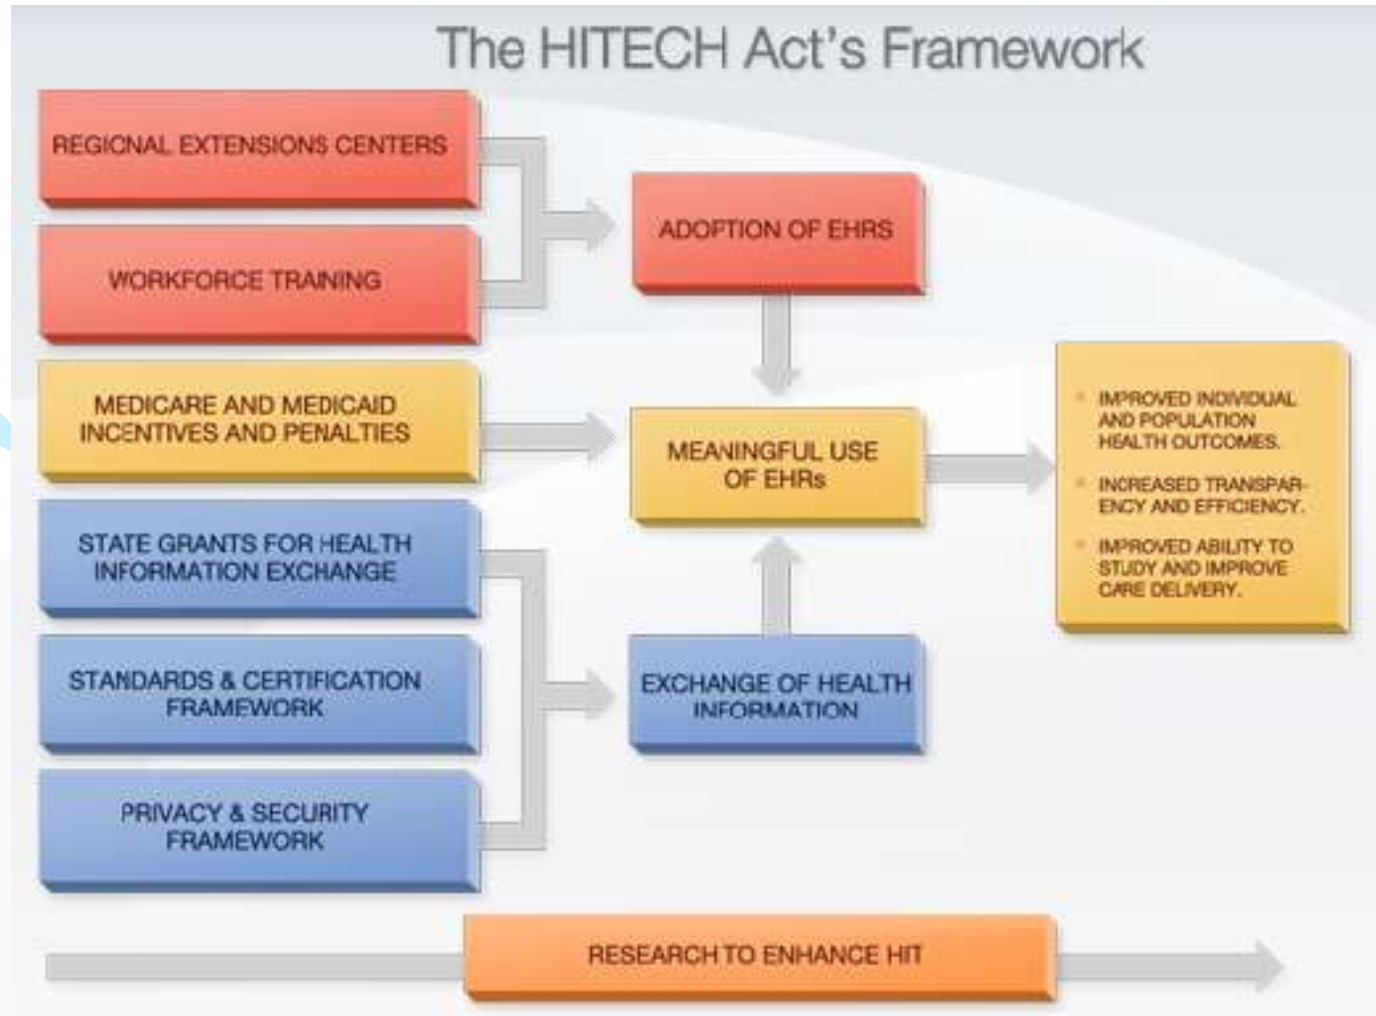 The HITECH Act's Framework
REGIONAL EXTENSIONS CENTERS
WORKFORCE TRAINING
ADOPTION OF EHRS
MEDICARE AND MEDICAID
INCENTIVES AND PENALTIES
MEANINGFUL USE
OF EHRs
IMPROVED INDIVIDUAL
AND POPULATION
HEALTH OUTCOMES.
INCREASED TRANSPAR-
ENCY AND EFFICIENCY.
IMPROVED ABILITY TO
STUDY AND IMPROVE
CARE DELIVERY.
STATE GRANTS FOR HEALTH
INFORMATION EXCHANGE
STANDARDS & CERTIFICATION
FRAMEWORK
PRIVACY & SECURITY
FRAMEWORK
EXCHANGE OF HEALTH
INFORMATION
RESEARCH TO ENHANCE HIT